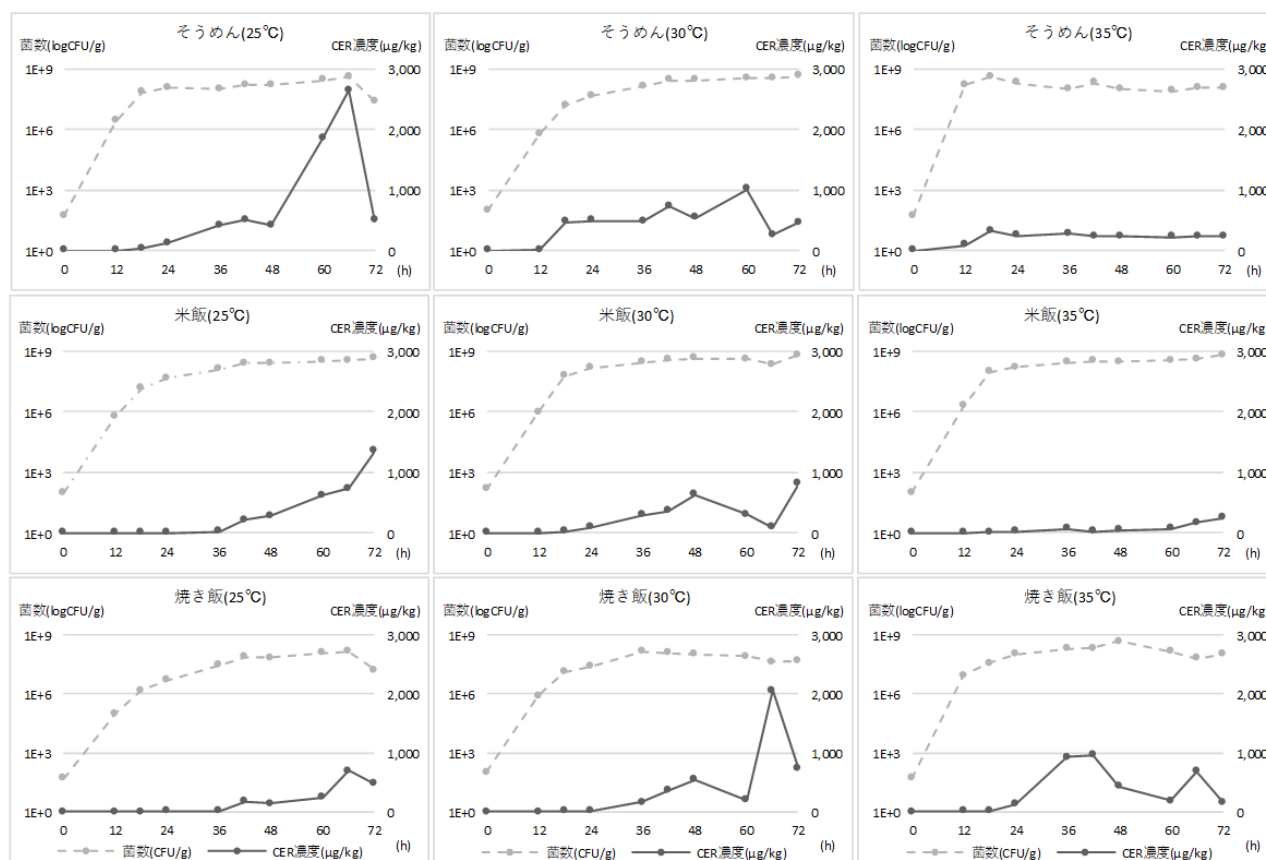 そうめん(25℃)
菌数(logCFU/g) CER濃度(μg/kg)
1E+9 3,000
1E+6 2,000
1E+3 1,000
1E+0 0
0 12 24 36 48 60 72 (h)
そうめん(30℃)
菌数(logCFU/g) CER濃度(μg/kg)
1E+9 3,000
1E+6 2,000
1E+3 1,000
1E+0 0
0 12 24 36 48 60 72 (h)
そうめん(35℃)
菌数(logCFU/g) CER濃度(μg/kg)
1E+9 3,000
1E+6 2,000
1E+3 1,000
1E+0 0
0 12 24 36 48 60 72 (h)
米飯(25℃)
菌数(logCFU/g) CER濃度(μg/kg)
1E+9 3,000
1E+6 2,000
1E+3 1,000
1E+0 0
0 12 24 36 48 60 72 (h)
米飯(30℃)
菌数(logCFU/g) CER濃度(μg/kg)
1E+9 3,000
1E+6 2,000
1E+3 1,000
1E+0 0
0 12 24 36 48 60 72 (h)
米飯(35℃)
菌数(logCFU/g) CER濃度(μg/kg)
1E+9 3,000
1E+6 2,000
1E+3 1,000
1E+0 0
0 12 24 36 48 60 72 (h)
焼き飯(25℃)
菌数(logCFU/g) CER濃度(μg/kg)
1E+9 3,000
1E+6 2,000
1E+3 1,000
1E+0 0
0 12 24 36 48 60 72
菌数(CFU/g) CER濃度(μg/kg) (h)
焼き飯(30℃)
菌数(logCFU/g) CER濃度(μg/kg)
1E+9 3,000
1E+6 2,000
1E+3 1,000
1E+0 0
0 12 24 36 48 60 72
菌数(CFU/g) CER濃度(μg/kg) (h)
焼き飯(35℃)
菌数(logCFU/g) CER濃度(μg/kg)
1E+9 3,000
1E+6 2,000
1E+3 1,000
1E+0 0
0 12 24 36 48 60 72
菌数(CFU/g) CER濃度(μg/kg) (h)